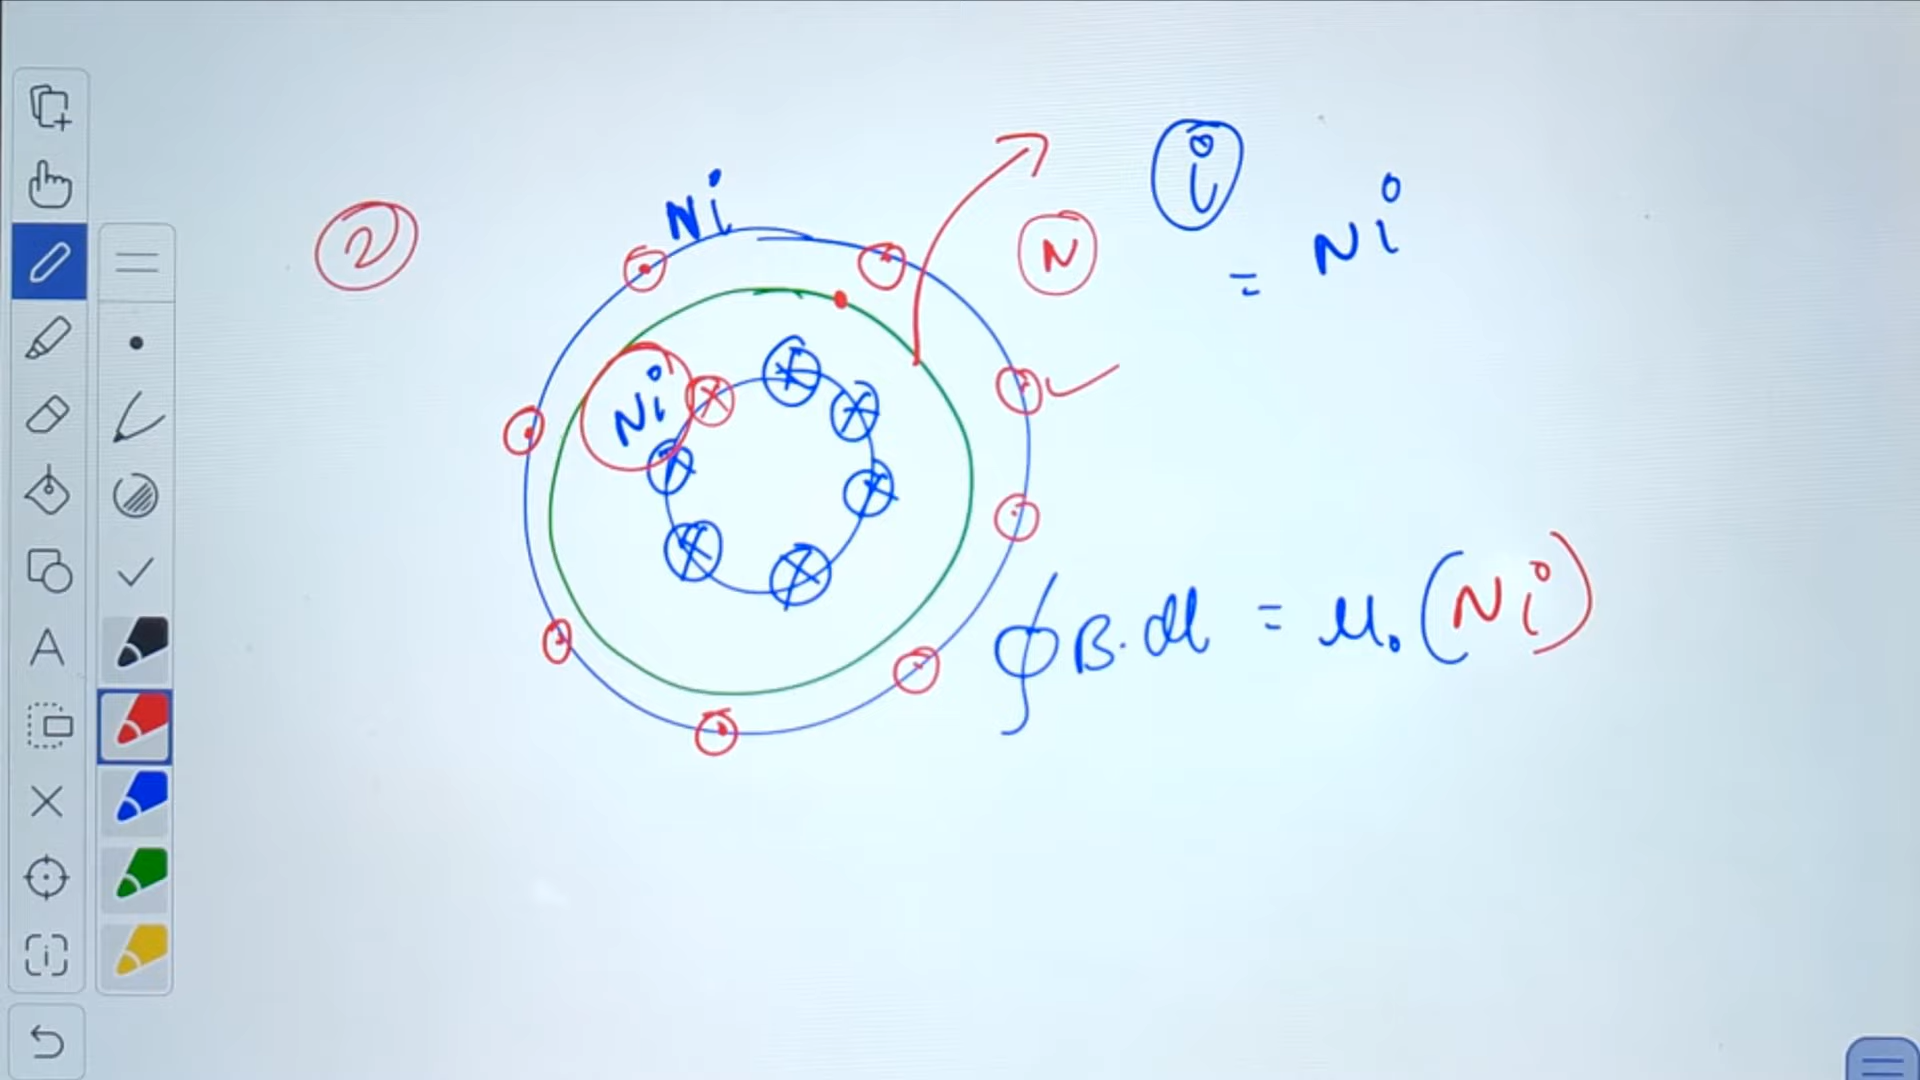 ②
Ni
N
i
= Ni
Ni
∮B.dl = μ₀(Ni)